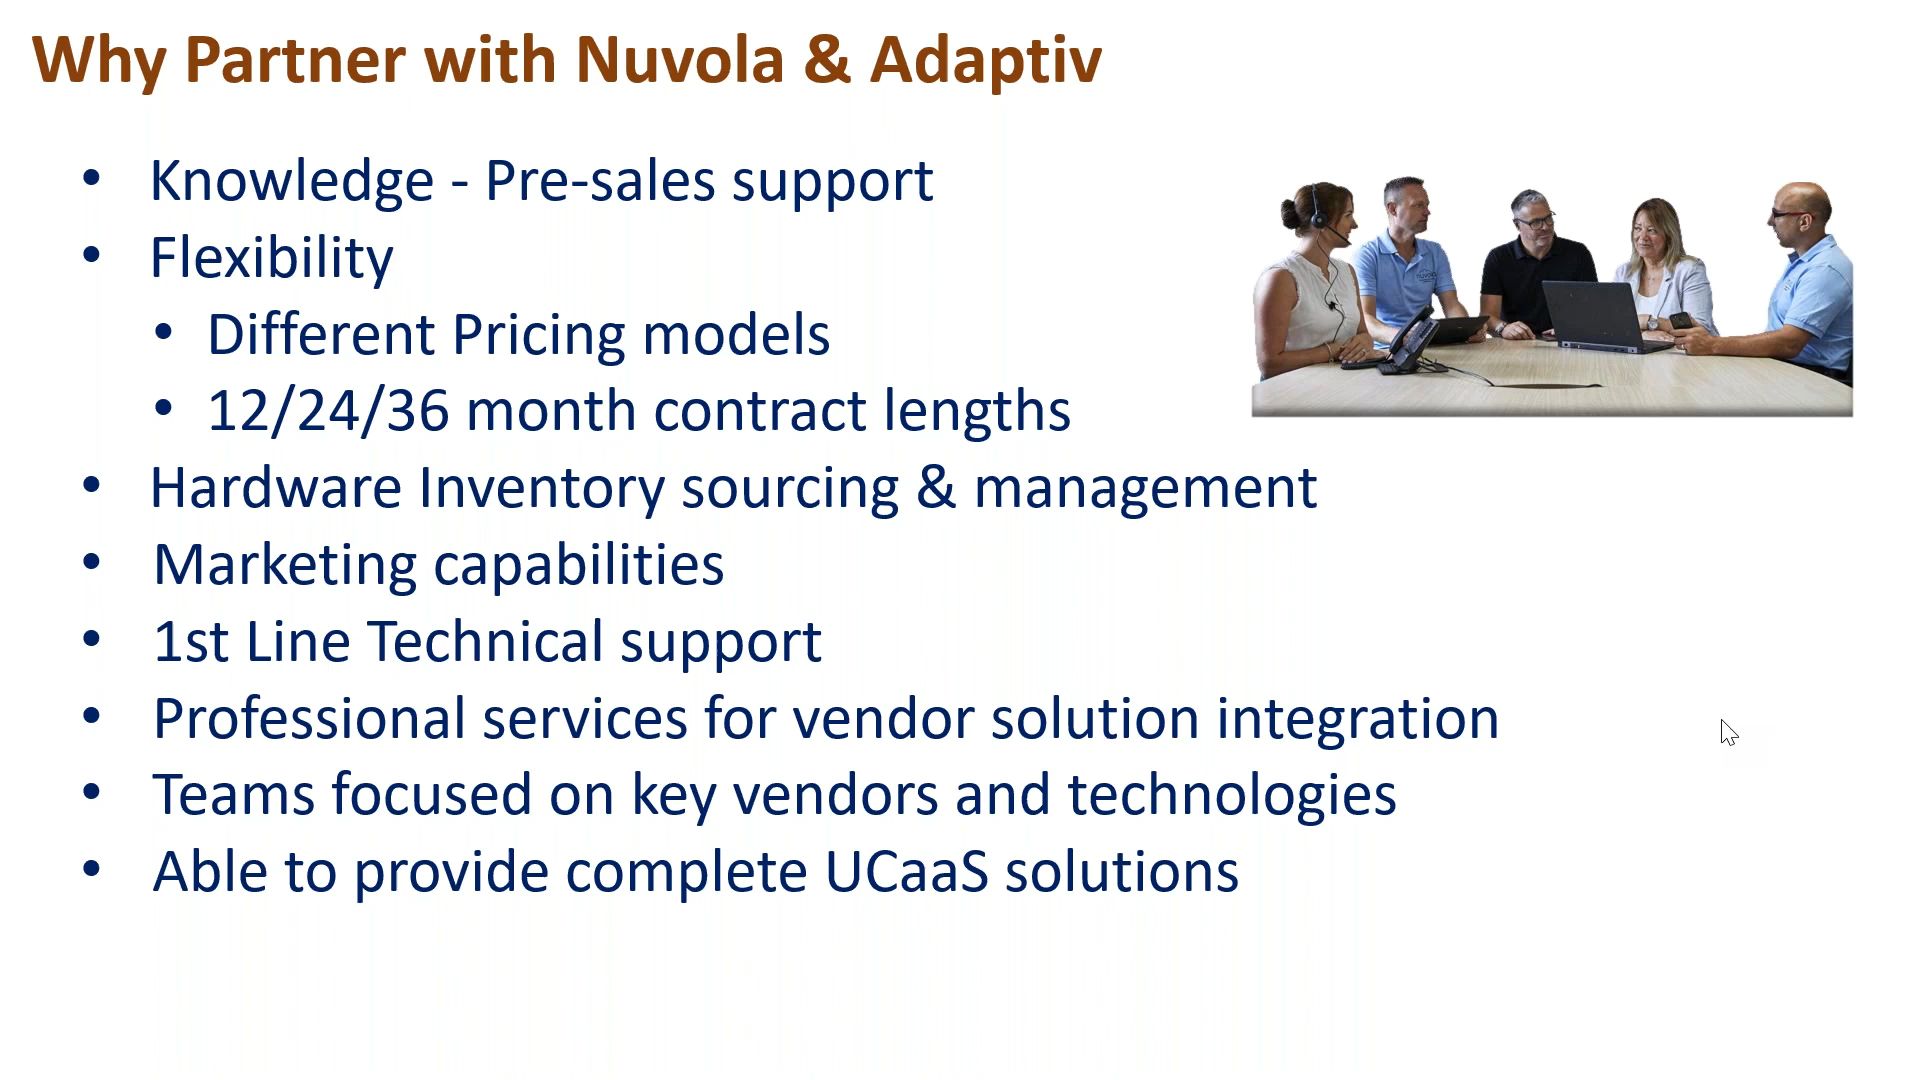 Why Partner with Nuvola & Adaptiv
• Knowledge - Pre-sales support
• Flexibility
• Different Pricing models
• 12/24/36 month contract lengths
• Hardware Inventory sourcing & management
• Marketing capabilities
• 1st Line Technical support
• Professional services for vendor solution integration
• Teams focused on key vendors and technologies
• Able to provide complete UCaaS solutions
nuvola